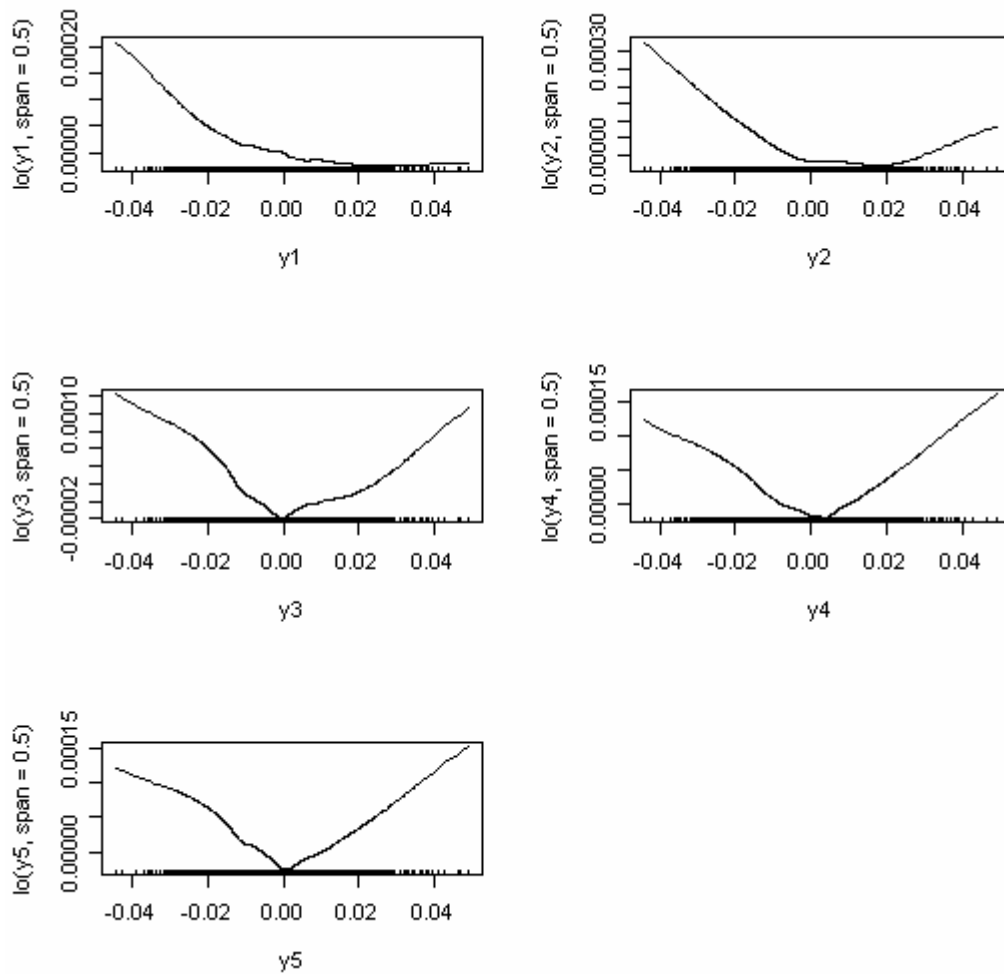 lo(y1, span = 0.5)
0.00020
0.00000
-0.04 -0.02 0.00 0.02 0.04
y1
lo(y2, span = 0.5)
0.00030
0.00000
-0.04 -0.02 0.00 0.02 0.04
y2
lo(y3, span = 0.5)
0.00010
-0.00002
-0.04 -0.02 0.00 0.02 0.04
y3
lo(y4, span = 0.5)
0.00015
0.00000
-0.04 -0.02 0.00 0.02 0.04
y4
lo(y5, span = 0.5)
0.00015
0.00000
-0.04 -0.02 0.00 0.02 0.04
y5